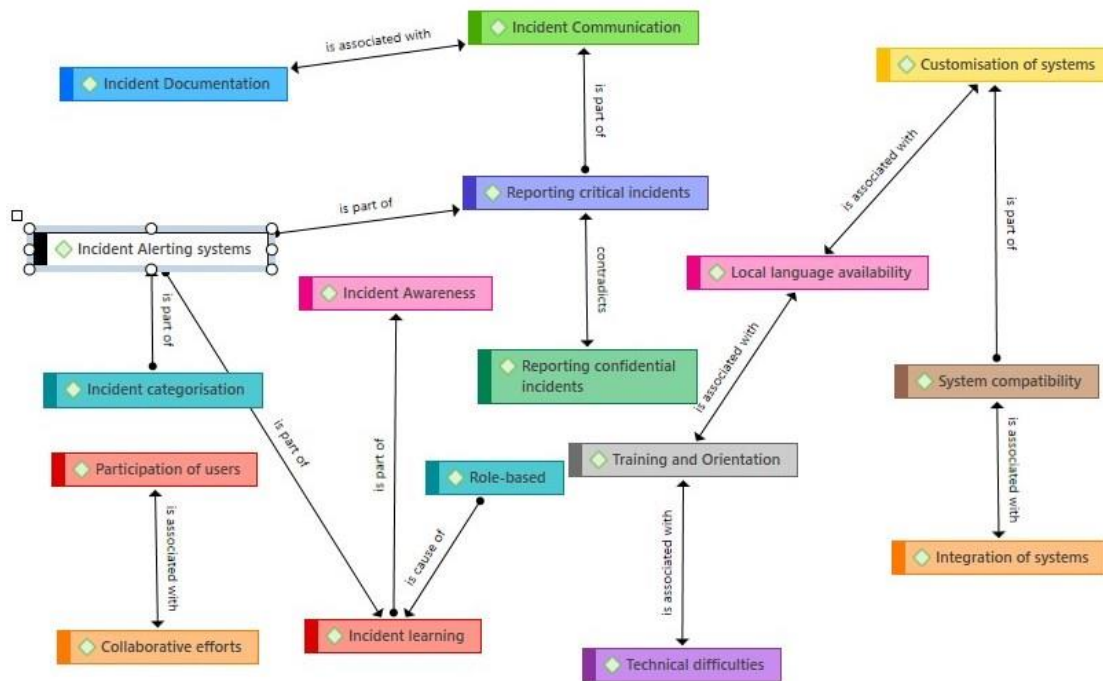 Incident Communication
is associated with
Incident Documentation
Customisation of systems
is part of
is associated with
Reporting critical incidents
is part of
is part of
Incident Alerting systems
contradicts
Local language availability
Incident Awareness
is part of
is associated with
Reporting confidential
incidents
Incident categorisation
System compatibility
is part of
is part of
Participation of users
Role-based
Training and Orientation
is associated with
is associated with
is cause of
is associated with
Integration of systems
Collaborative efforts
Incident learning
Technical difficulties